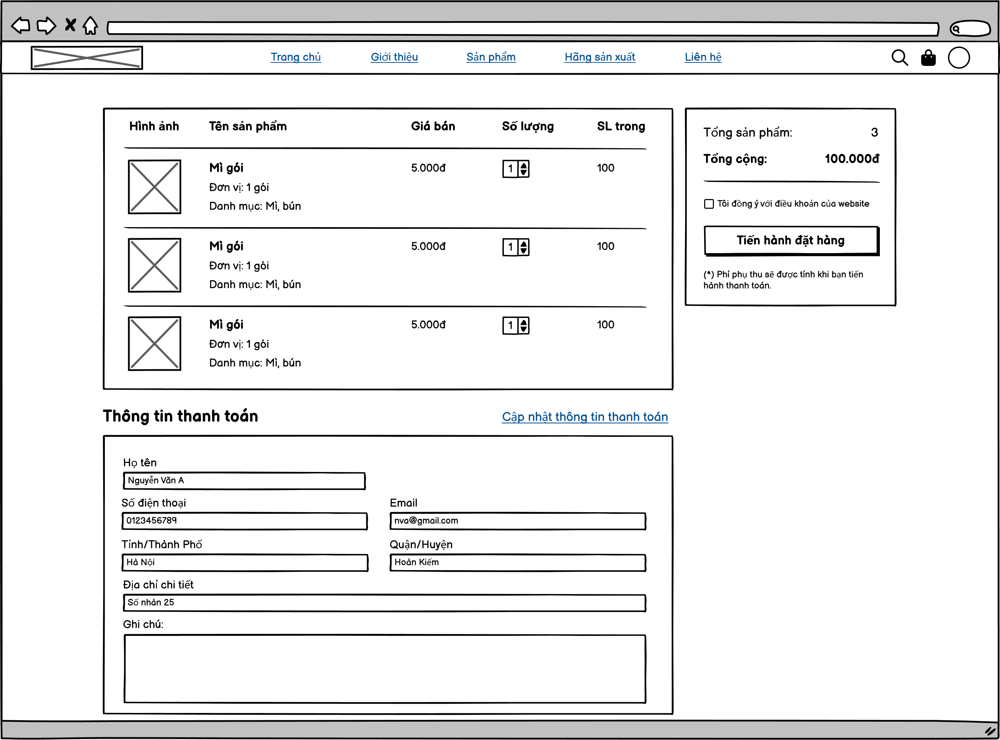 Trang chủ Giới thiệu Sản phẩm Hãng sản xuất Liên hệ
Hình ảnh Tên sản phẩm Giá bán Số lượng SL trong
Mì gói 5.000đ 1 100
Đơn vị: 1 gói
Danh mục: Mì, bún
Mì gói 5.000đ 1 100
Đơn vị: 1 gói
Danh mục: Mì, bún
Mì gói 5.000đ 1 100
Đơn vị: 1 gói
Danh mục: Mì, bún
Tổng sản phẩm: 3
Tổng cộng: 100.000đ
Tôi đồng ý với điều khoản của website
Tiến hành đặt hàng
(*) Phí phụ thu sẽ được tính khi bạn tiến
hành thanh toán.
Thông tin thanh toán Cập nhật thông tin thanh toán
Họ tên
Nguyễn Văn A
Số điện thoại Email
0123456789 nva@gmail.com
Tỉnh/Thành Phố Quận/Huyện
Hà Nội Hoàn Kiếm
Địa chỉ chi tiết
Số nhàn 25
Ghi chú: